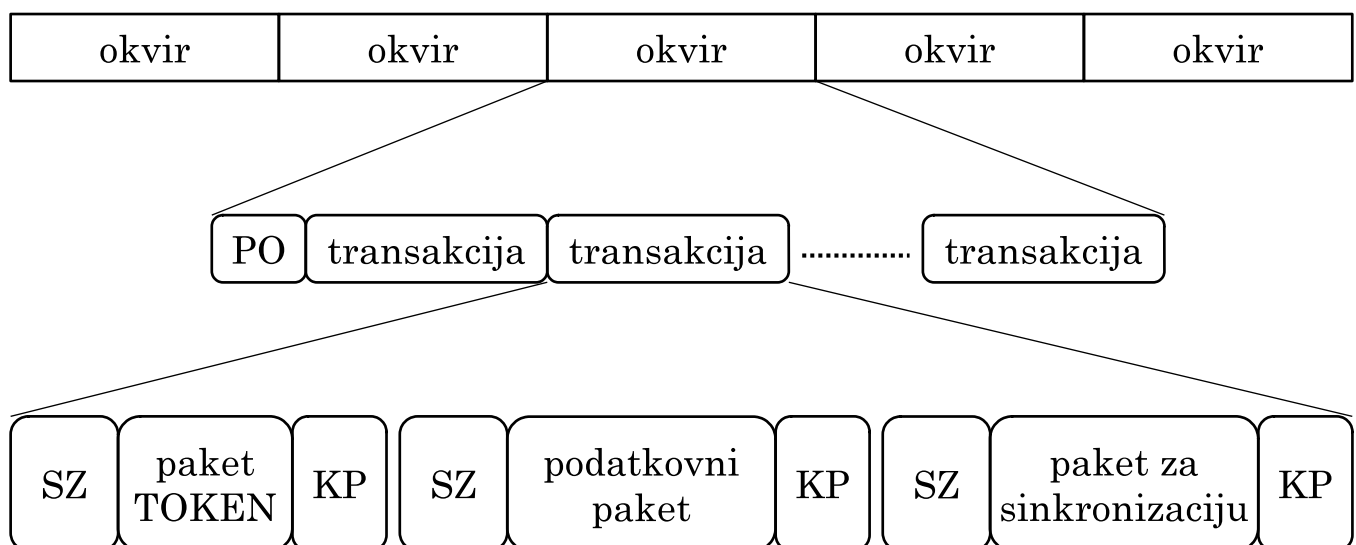 okvir okvir okvir okvir okvir
PO transakcija transakcija .............. transakcija
SZ paket TOKEN KP SZ podatkovni paket KP SZ paket za sinkronizaciju KP